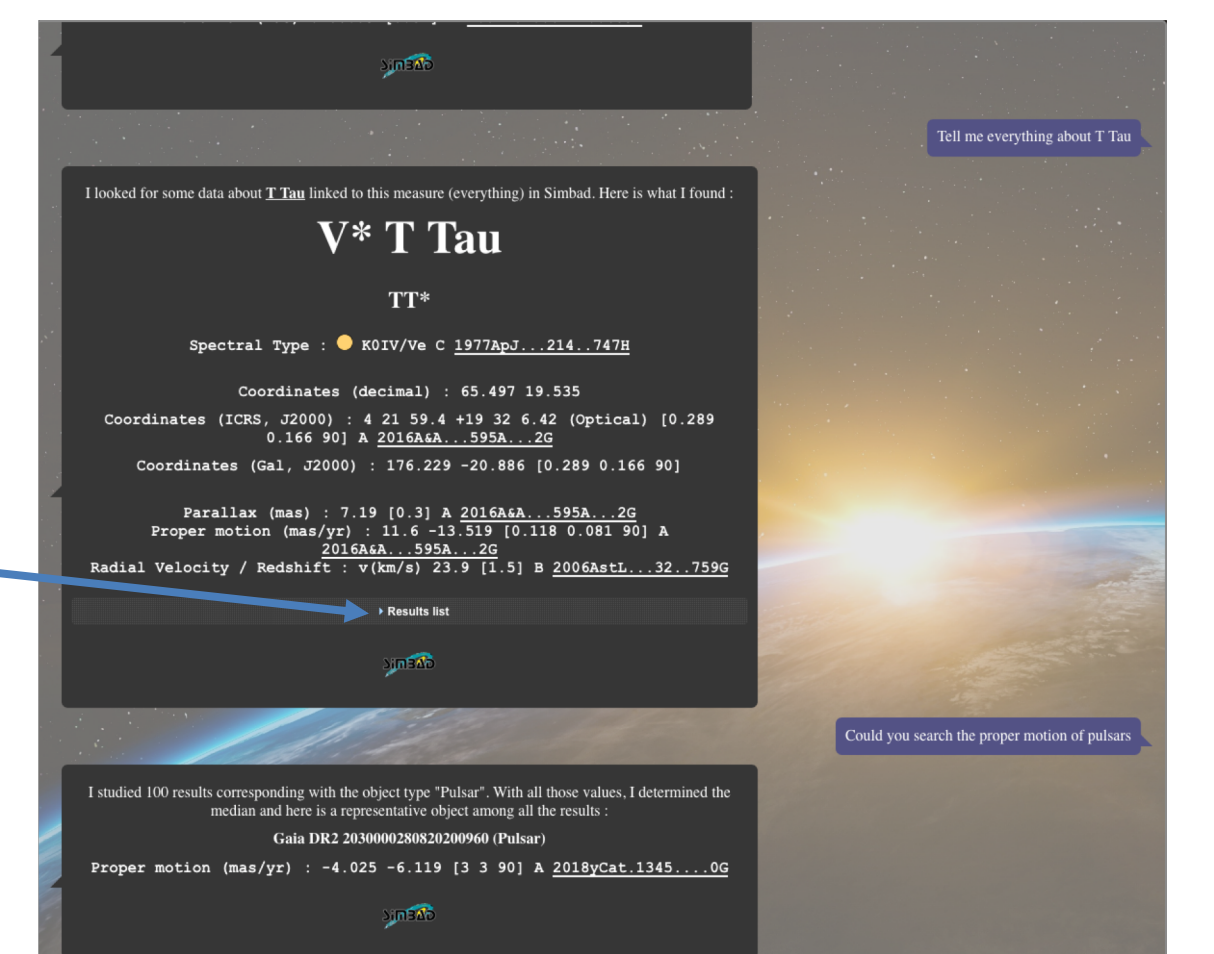 SIMBAD
Tell me everything about T Tau
I looked for some data about T Tau linked to this measure (everything) in Simbad. Here is what I found :
V* T Tau
TT*
Spectral Type : K0IV/Ve C 1977ApJ...214..747H
Coordinates (decimal) : 65.497 19.535
Coordinates (ICRS, J2000) : 4 21 59.4 +19 32 6.42 (Optical) [0.289
0.166 90] A 2016A&A...595A...2G
Coordinates (Gal, J2000) : 176.229 -20.886 [0.289 0.166 90]
Parallax (mas) : 7.19 [0.3] A 2016A&A...595A...2G
Proper motion (mas/yr) : 11.6 -13.519 [0.118 0.081 90] A
2016A&A...595A...2G
Radial Velocity / Redshift : v(km/s) 23.9 [1.5] B 2006AstL...32..759G
Results list
SIMBAD
Could you search the proper motion of pulsars
I studied 100 results corresponding with the object type "Pulsar". With all those values, I determined the
median and here is a representative object among all the results :
Gaia DR2 2030000280820200960 (Pulsar)
Proper motion (mas/yr) : -4.025 -6.119 [3 3 90] A 2018yCat.1345....0G
SIMBAD